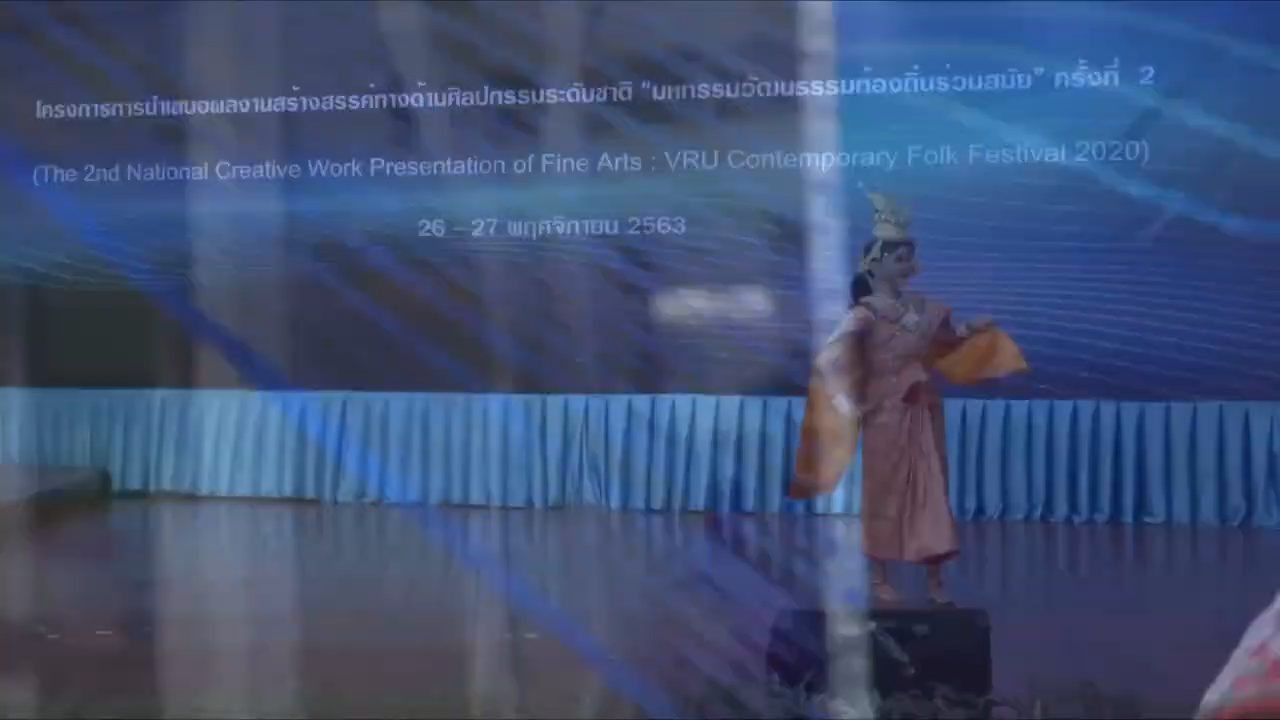 โครงการการนำเสนอผลงานสร้างสรรค์ทางด้านศิลปกรรมระดับชาติ “มหกรรมวัฒนธรรมท้องถิ่นร่วมสมัย” ครั้งที่ 2
(The 2nd National Creative Work Presentation of Fine Arts : VRU Contemporary Folk Festival 2020)
26 - 27 พฤศจิกายน 2563